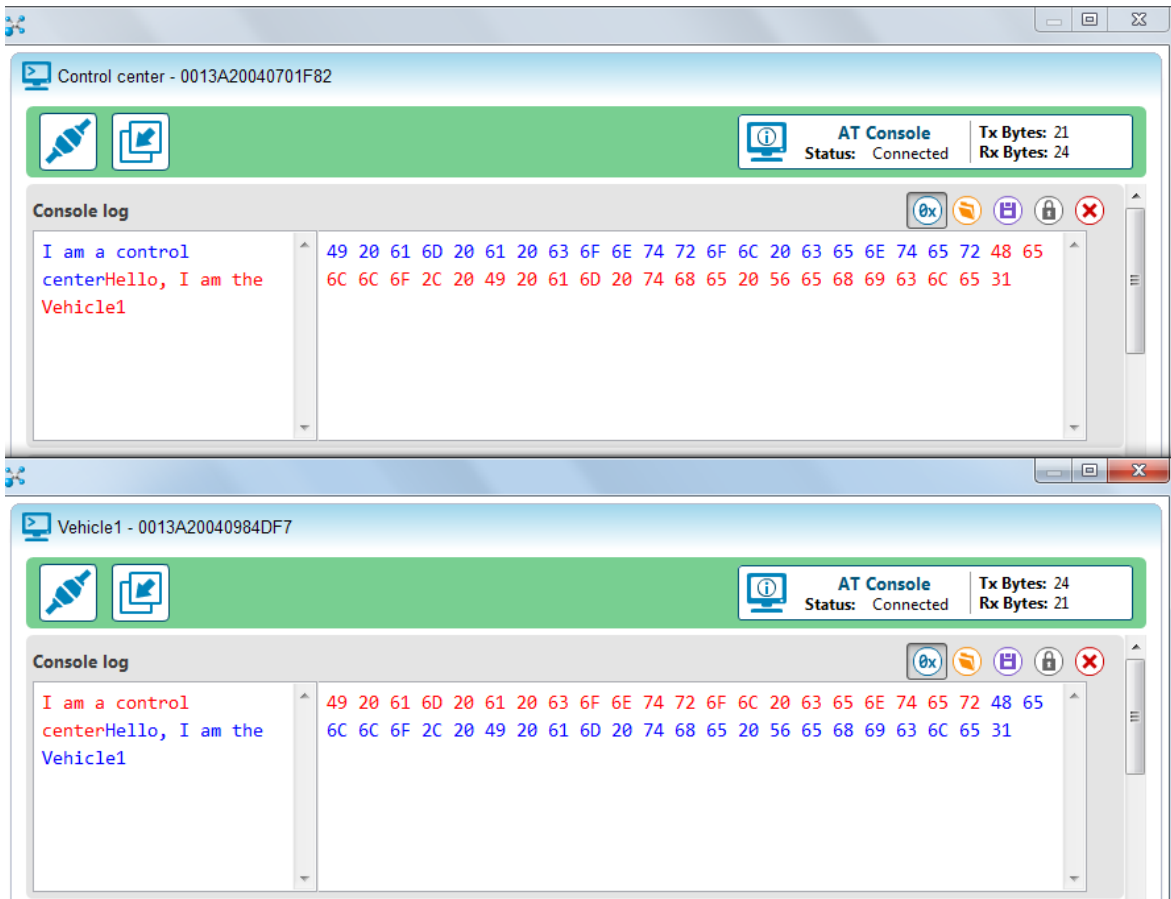 Control center - 0013A20040701F82
AT Console
Status: Connected
Tx Bytes: 21
Rx Bytes: 24
Console log
0x
I am a control
centerHello, I am the
Vehicle1
49 20 61 6D 20 61 20 63 6F 6E 74 72 6F 6C 20 63 65 6E 74 65 72 48 65
6C 6C 6F 2C 20 49 20 61 6D 20 74 68 65 20 56 65 68 69 63 6C 65 31
Vehicle1 - 0013A20040984DF7
AT Console
Status: Connected
Tx Bytes: 24
Rx Bytes: 21
Console log
0x
I am a control
centerHello, I am the
Vehicle1
49 20 61 6D 20 61 20 63 6F 6E 74 72 6F 6C 20 63 65 6E 74 65 72 48 65
6C 6C 6F 2C 20 49 20 61 6D 20 74 68 65 20 56 65 68 69 63 6C 65 31